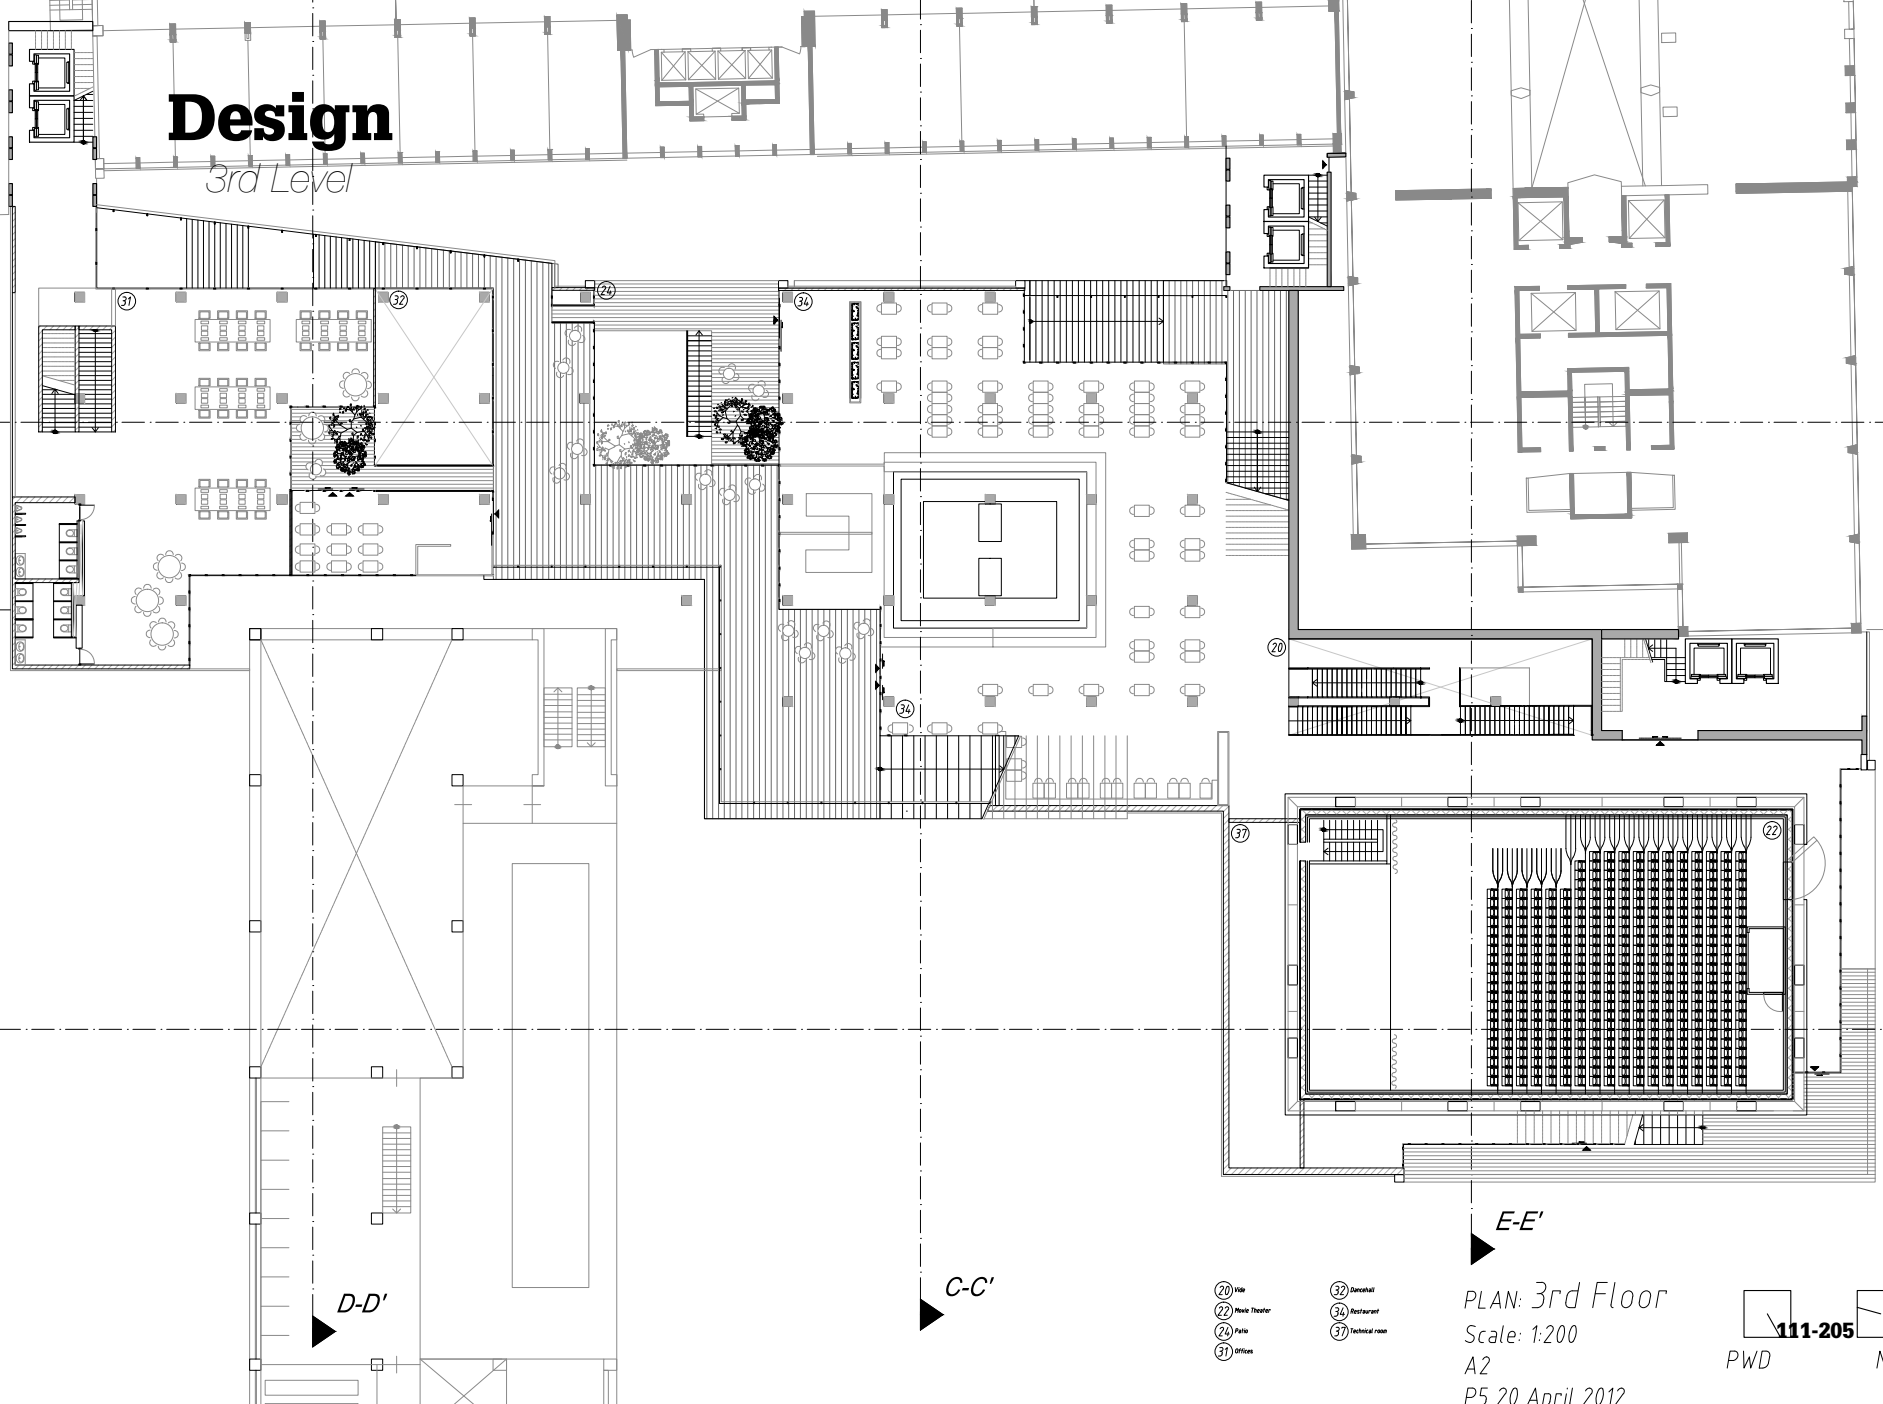 Design
3rd Level
31
32
24
34
20
34
37
22
E-E'
C-C'
D-D'
20 Vide
22 Movie Theater
24 Patio
31 Offices
32 Dancehall
34 Restaurant
37 Technical room
PLAN: 3rd Floor
Scale: 1:200
A2
P5 20 April 2012
111-205
PWD